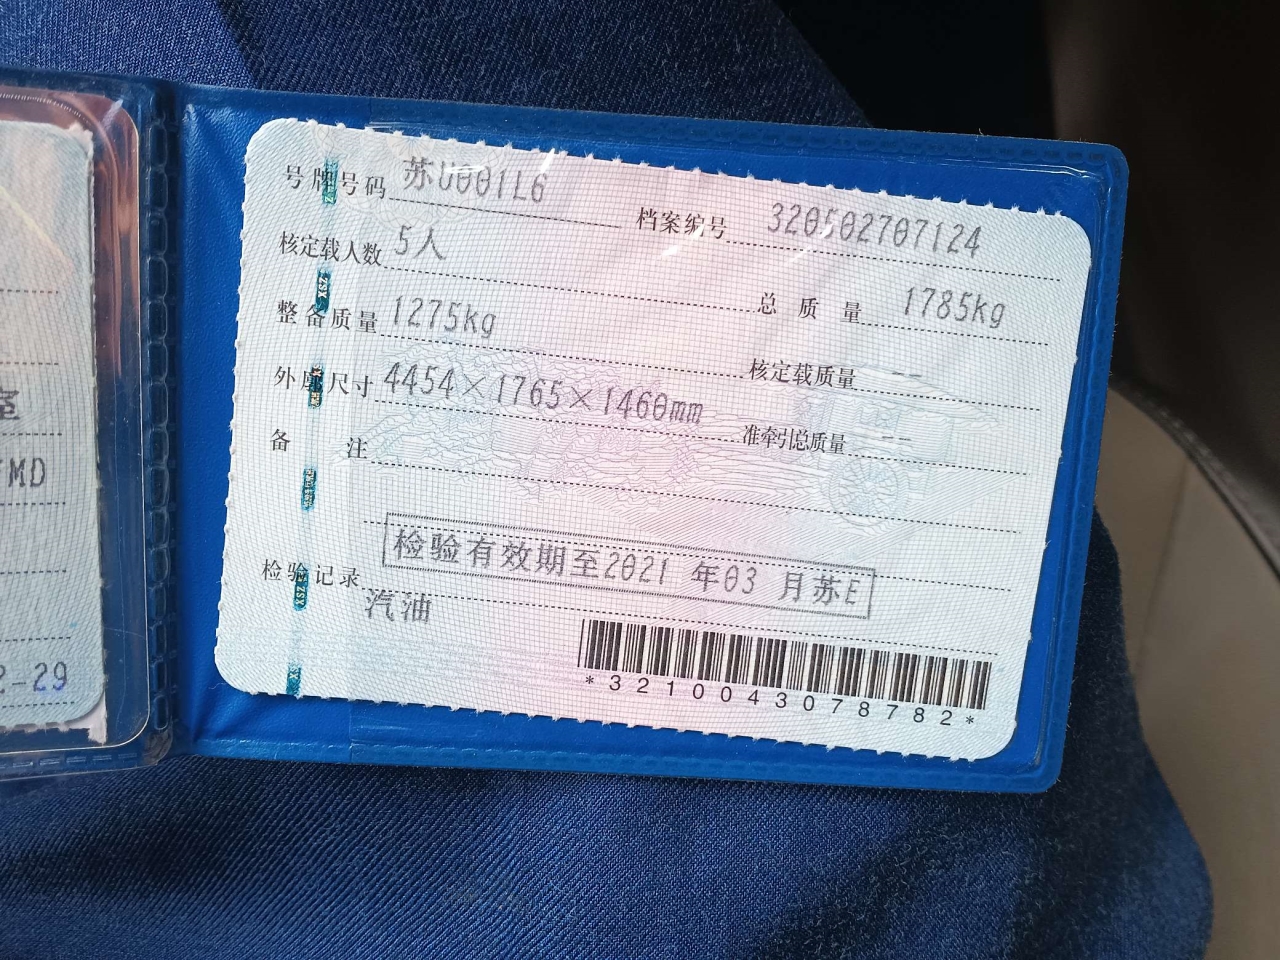 号牌号码 苏U001L6 档案编号 320502707124
核定载人数 5人 总质量 1785kg
整备质量 1275kg 核定载质量 --
外廓尺寸 4454×1765×1460mm 准牵引总质量 --
备注
检验记录 检验有效期至2021年03月苏E
汽油
*3210043078782*
室
MD
2-29